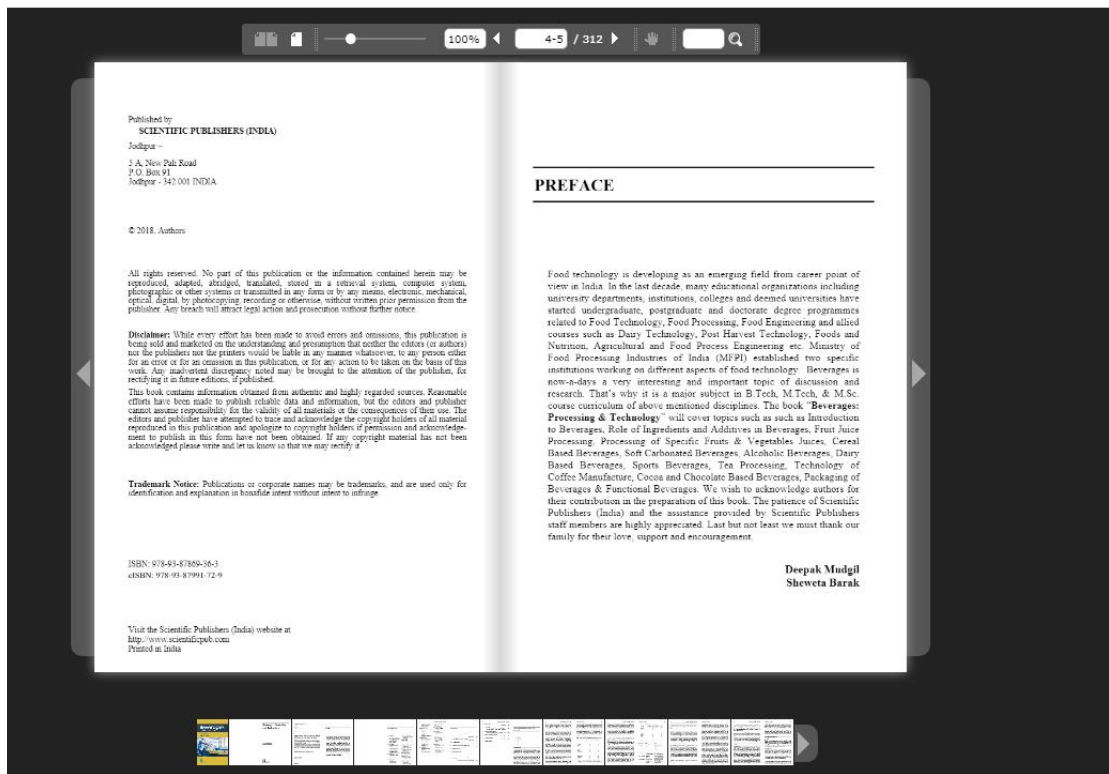 100%
4-5 / 312
Published by
SCIENTIFIC PUBLISHERS (INDIA)
Jodhpur –
5 A, New Pali Road
P.O. Box 91
Jodhpur - 342 001 INDIA
© 2018, Authors
All rights reserved. No part of this publication or the information contained herein may be
reproduced, adapted, abridged, translated, stored in a retrieval system, computer system,
photographic or other systems or transmitted in any form or by any means, electronic, mechanical,
optical, digital, by photocopying, recording or otherwise, without written prior permission from the
publisher. Any breach will attract legal action and prosecution without further notice.
Disclaimer: While every effort has been made to avoid errors and omissions, this publication is
being sold and marketed on the understanding and presumption that neither the editors (or authors)
nor the publishers nor the printers would be liable in any manner whatsoever, to any person either
for an error or for an omission in this publication, or for any action to be taken on the basis of this
work. Any inadvertent discrepancy noted may be brought to the attention of the publisher, for
rectifying it in future editions, if published.
This book contains information obtained from authentic and highly regarded sources. Reasonable
efforts have been made to publish reliable data and information, but the editors and publisher
cannot assume responsibility for the validity of all materials or the consequences of their use. The
editors and publisher have attempted to trace and acknowledge the copyright holders of all material
reproduced in this publication and apologize to copyright holders if permission and acknowledge-
ment to publish in this form have not been obtained. If any copyright material has not been
acknowledged please write and let us know so that we may rectify it.
Trademark Notice: Publications or corporate names may be trademarks, and are used only for
identification and explanation in bonafide intent without intent to infringe.
ISBN: 978-93-87869-36-3
eISBN: 978-93-87991-72-9
Visit the Scientific Publishers (India) website at
http://www.scientificpub.com
Printed in India
PREFACE
Food technology is developing as an emerging field from career point of
view in India. In the last decade, many educational organizations including
university departments, institutions, colleges and deemed universities have
started undergraduate, postgraduate and doctorate degree programmes
related to Food Technology, Food Processing, Food Engineering and allied
courses such as Dairy Technology, Post Harvest Technology, Foods and
Nutrition, Agricultural and Food Process Engineering etc. Ministry of
Food Processing Industries of India (MFPI) established two specific
institutions working on different aspects of food technology. Beverages is
now-a-days a very interesting and important topic of discussion and
research. That's why it is a major subject in B.Tech, M.Tech, & M.Sc.
course curriculum of above mentioned disciplines. The book "Beverages:
Processing & Technology" will cover topics such as such as Introduction
to Beverages, Role of Ingredients and Additives in Beverages, Fruit Juice
Processing, Processing of Specific Fruits & Vegetables Juices, Cereal
Based Beverages, Soft Carbonated Beverages, Alcoholic Beverages, Dairy
Based Beverages, Sports Beverages, Tea Processing, Technology of
Coffee Manufacture, Cocoa and Chocolate Based Beverages, Packaging of
Beverages & Functional Beverages. We wish to acknowledge authors for
their contribution in the preparation of this book. The patience of Scientific
Publishers (India) and the assistance provided by Scientific Publishers
staff members are highly appreciated. Last but not least we must thank our
family for their love, support and encouragement.
Deepak Mudgil
Sheweta Barak